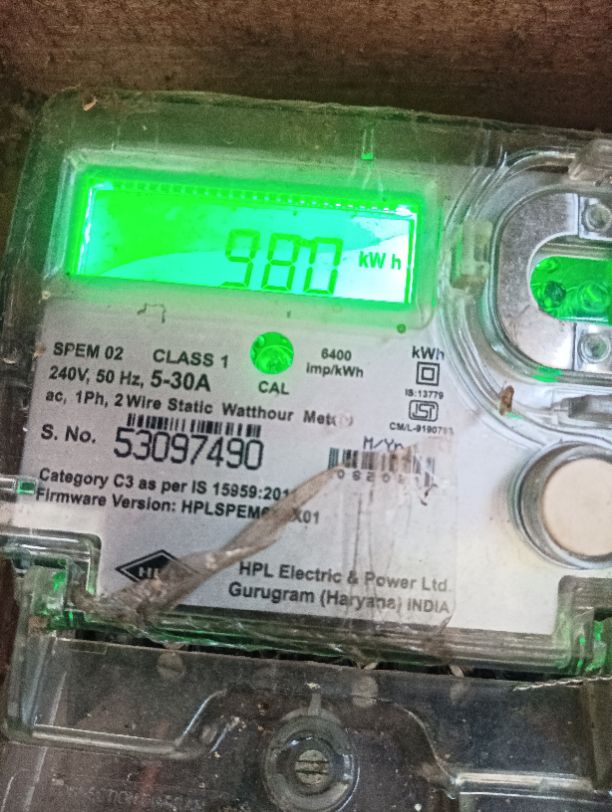 980 kWh
SPEM 02 CLASS 1
6400 imp/kWh
kWh
240V, 50 Hz, 5-30A
CAL
IS:13779
ac, 1Ph, 2 Wire Static Watthour
S. No. 53097490
M/Yr
Category C3 as per IS 15959:
Firmware Version:
HPL Electric & Power Ltd.
Gurugram (Haryana) INDIA